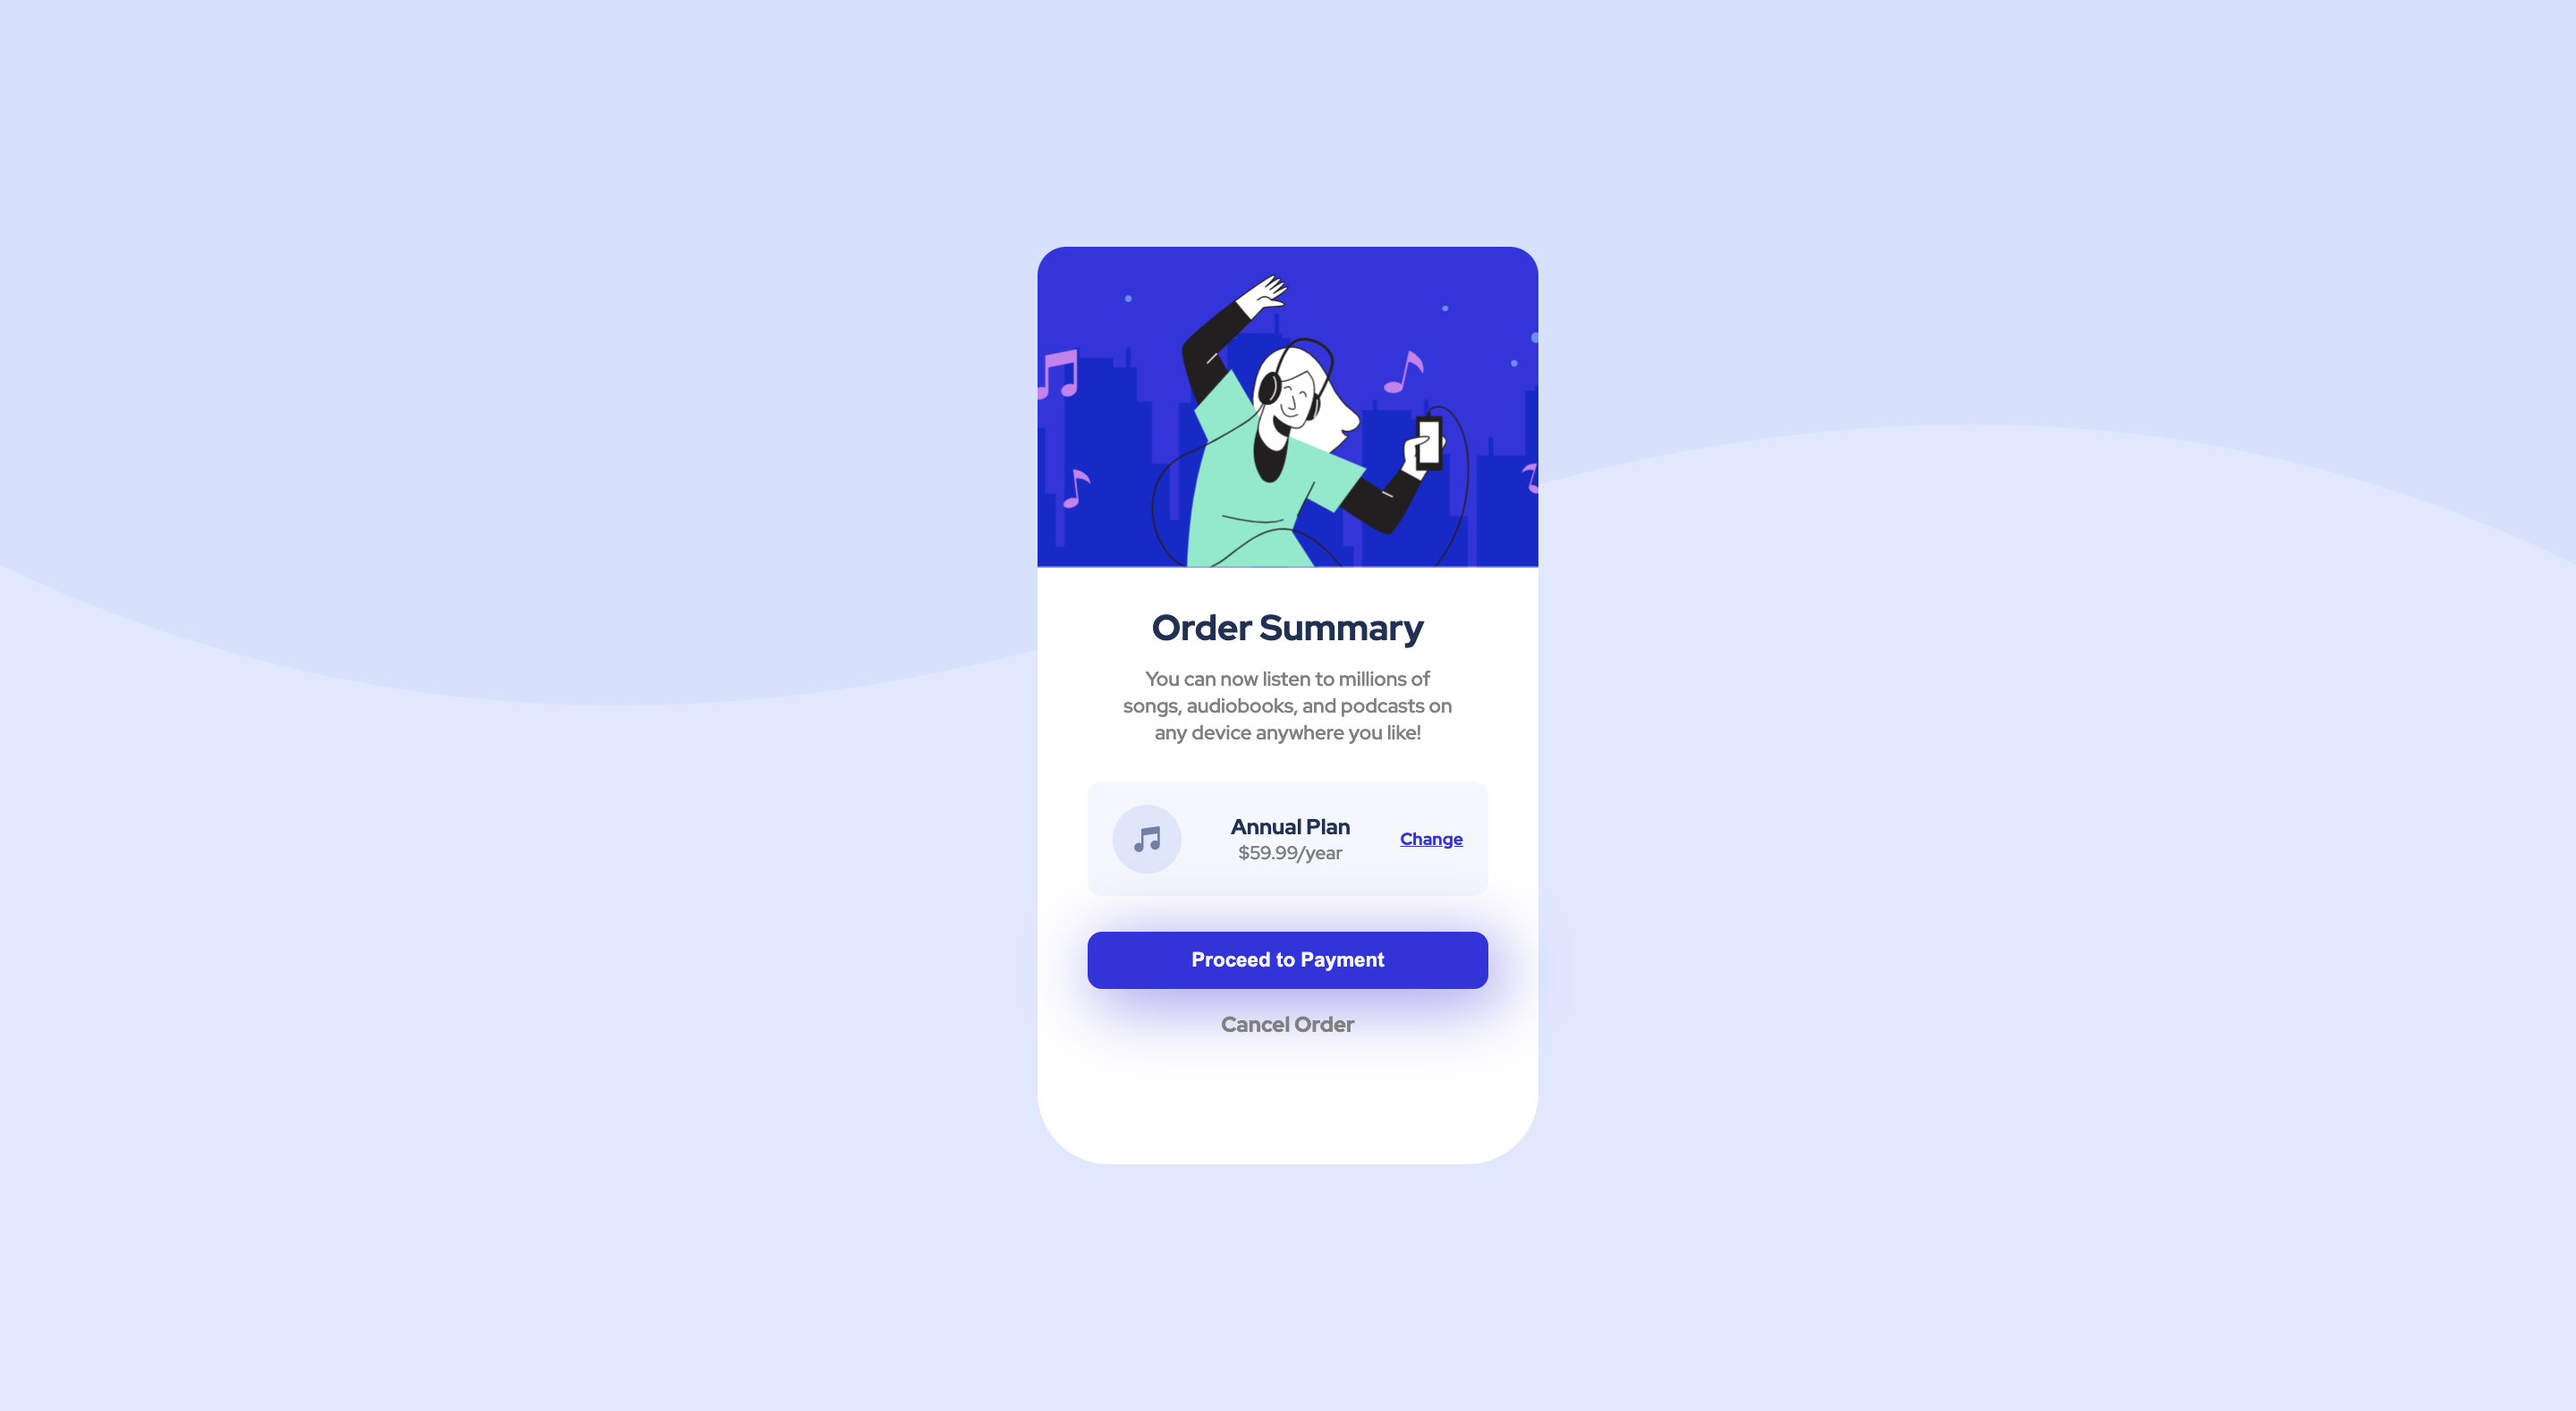 Order Summary
You can now listen to millions of
songs, audiobooks, and podcasts on
any device anywhere you like!
Annual Plan
$59.99/year
Change
Proceed to Payment
Cancel Order